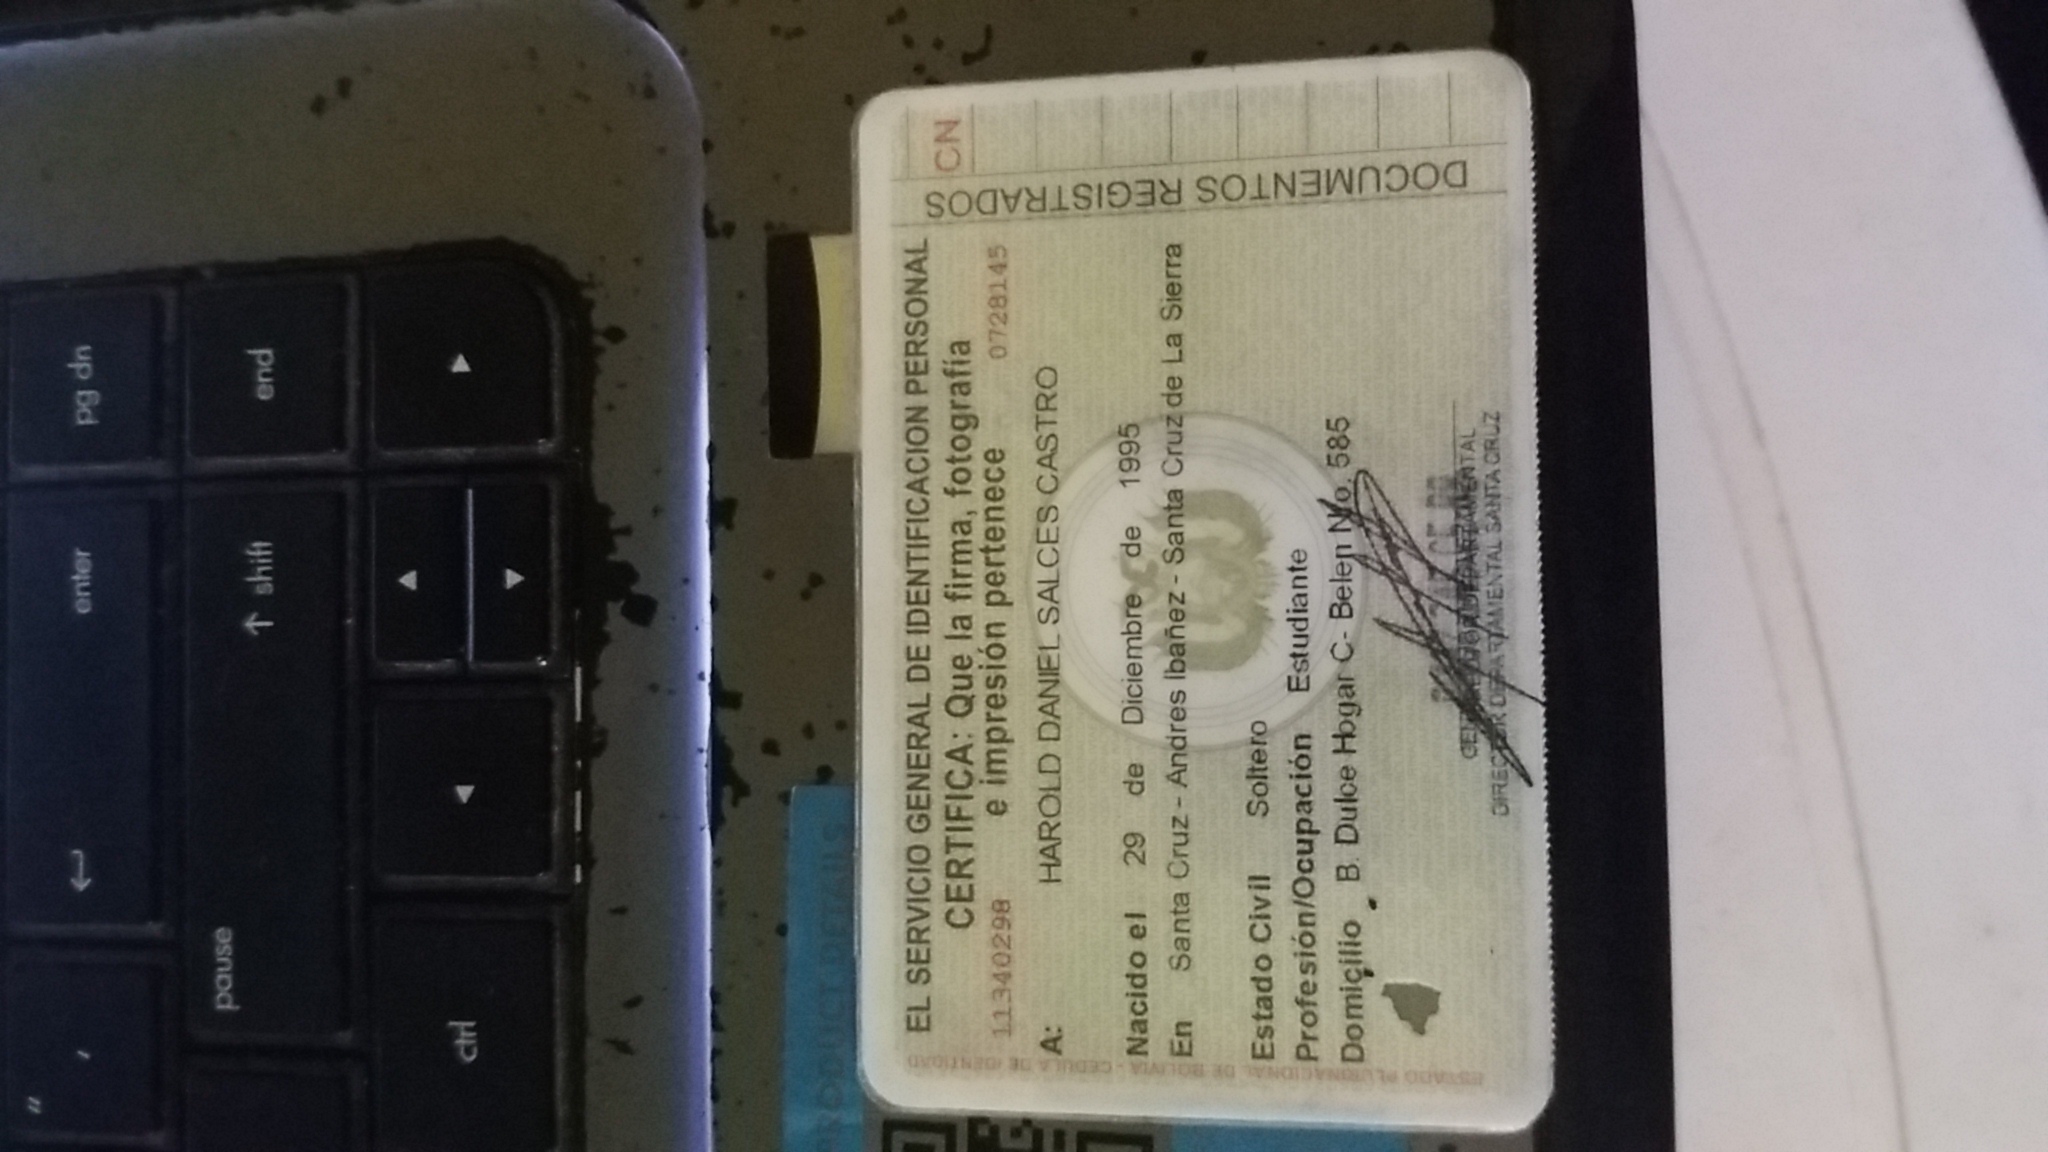 "
,
enter
pg dn
pause
↑ shift
end
ctrl
PRODUCT DETAILS
EL SERVICIO GENERAL DE IDENTIFICACION PERSONAL
CERTIFICA: Que la firma, fotografía
11340298 e impresión pertenece 0728145
A: HAROLD DANIEL SALCES CASTRO
Nacido el 29 de Diciembre de 1995
En Santa Cruz - Andres Ibañez - Santa Cruz de La Sierra
Estado Civil Soltero
Profesión/Ocupación Estudiante
Domicilio B. Dulce Hogar C- Belen Nro. 585
DEPARTAMENTAL
DIRECTOR DEPARTAMENTAL SANTA CRUZ
DOCUMENTOS REGISTRADOS
CN
ESTADO PLURINACIONAL DE BOLIVIA - CEDULA DE IDENTIDAD